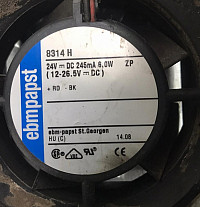 ebmpapst
8314 H
24V ⎓ DC 245mA 6,0W ZP
(12-26.5V ⎓ DC)
+ RD - BK
ebm-papst St.Georgen
HU (C) 14.08